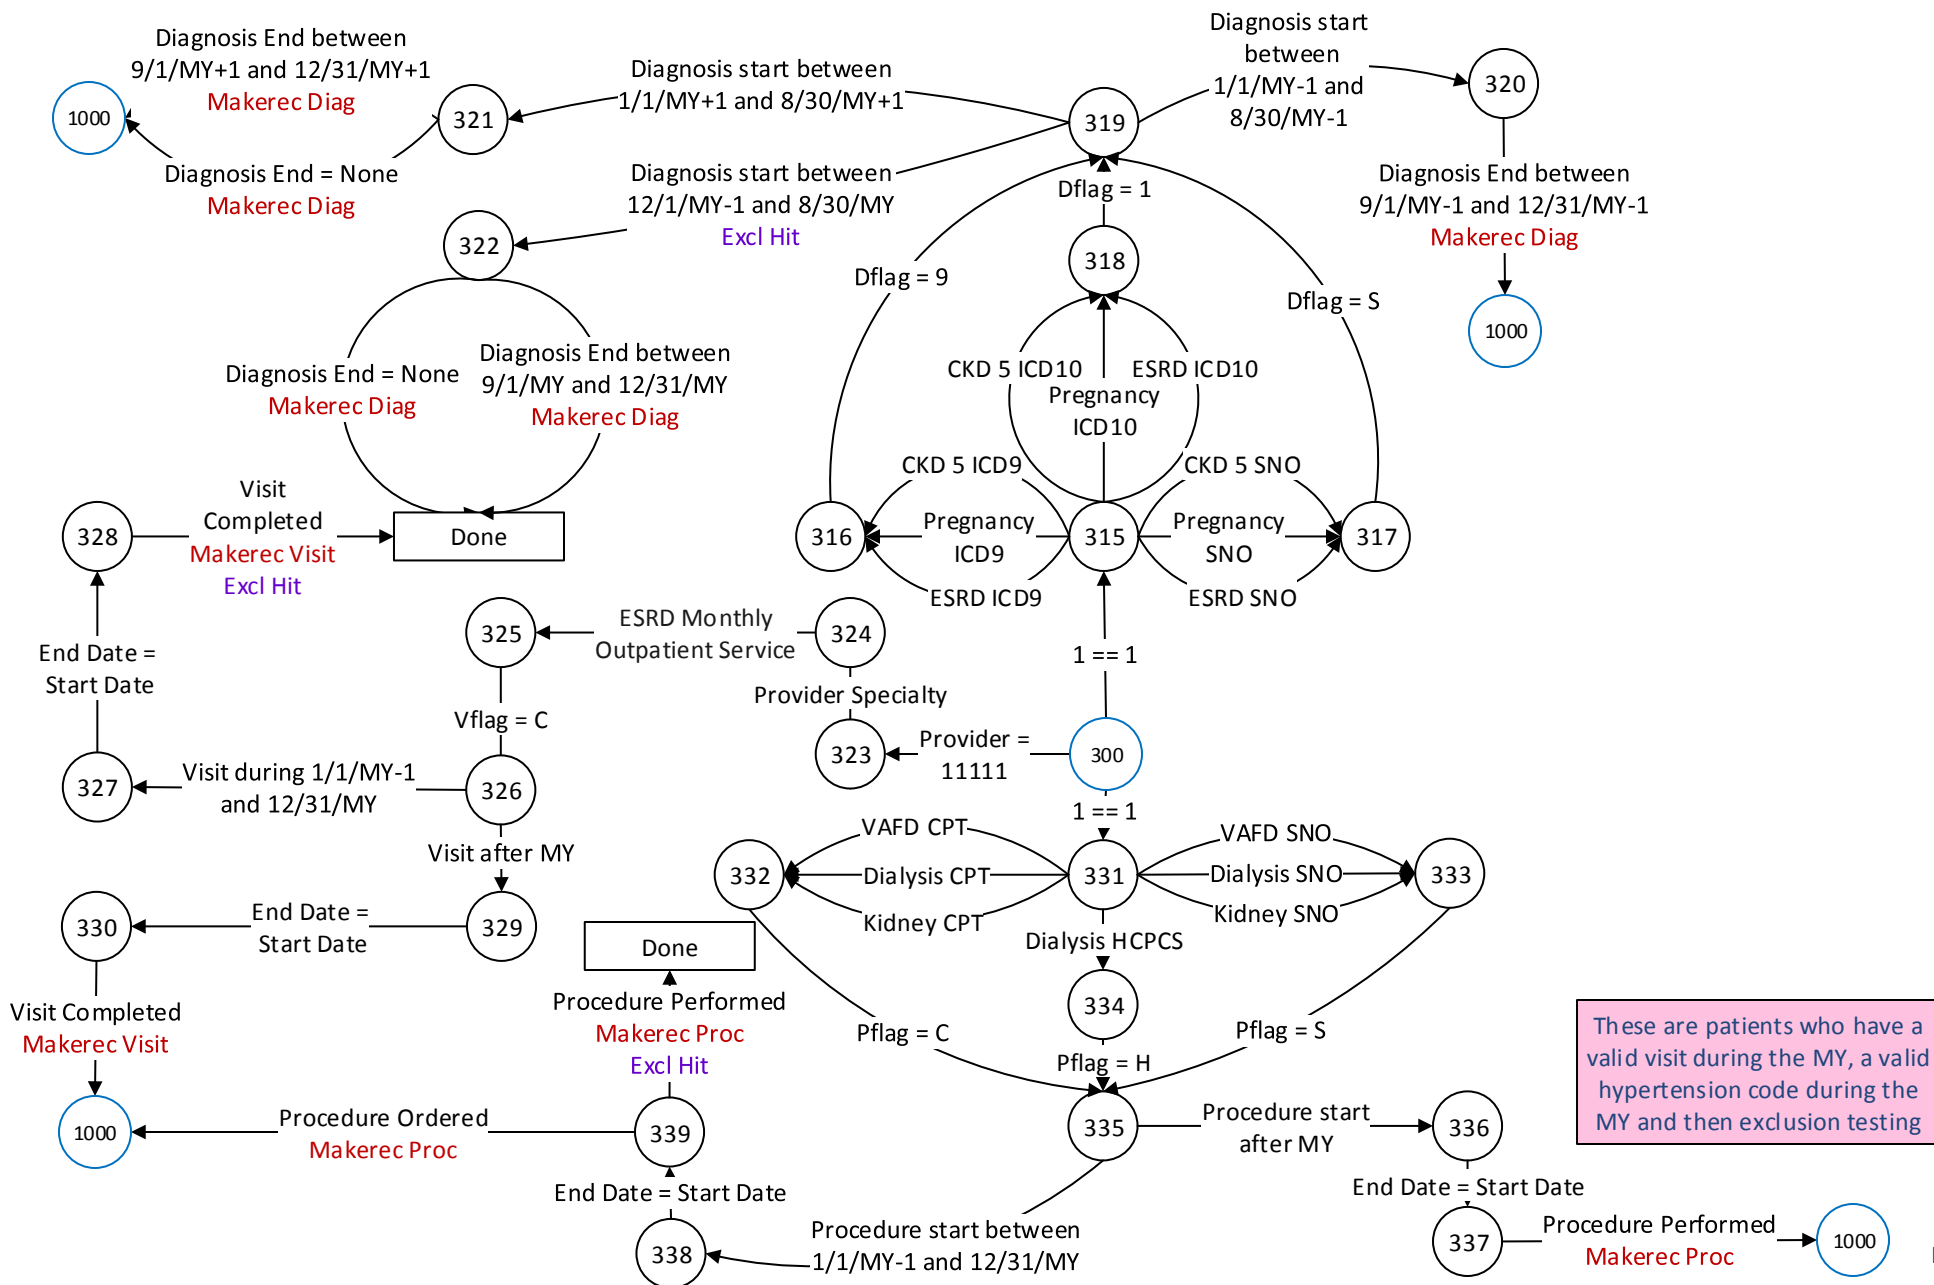 Diagnosis End between
9/1/MY+1 and 12/31/MY+1
Makerec Diag
1000
Diagnosis End = None
Makerec Diag
321
Diagnosis start between
1/1/MY+1 and 8/30/MY+1
319
Diagnosis start
between
1/1/MY-1 and
8/30/MY-1
320
Diagnosis End between
9/1/MY-1 and 12/31/MY-1
Makerec Diag
1000
Diagnosis start between
12/1/MY-1 and 8/30/MY
Excl Hit
322
Diagnosis End = None
Makerec Diag
Diagnosis End between
9/1/MY and 12/31/MY
Makerec Diag
Done
Dflag = 1
318
Dflag = 9
Dflag = S
CKD 5 ICD10
ESRD ICD10
Pregnancy
ICD10
CKD 5 ICD9
CKD 5 SNO
316
Pregnancy
ICD9
315
Pregnancy
SNO
317
ESRD ICD9
ESRD SNO
328
Visit
Completed
Makerec Visit
Excl Hit
325
ESRD Monthly
Outpatient Service
324
1 == 1
End Date =
Start Date
Provider Specialty
Vflag = C
323
Provider =
11111
300
327
Visit during 1/1/MY-1
and 12/31/MY
326
1 == 1
Visit after MY
VAFD CPT
VAFD SNO
332
Dialysis CPT
331
Dialysis SNO
333
Kidney CPT
Kidney SNO
330
End Date =
Start Date
329
Done
Dialysis HCPCS
334
Visit Completed
Makerec Visit
Procedure Performed
Makerec Proc
Excl Hit
Pflag = C
Pflag = S
Pflag = H
These are patients who have a
valid visit during the MY, a valid
hypertension code during the
MY and then exclusion testing
1000
Procedure Ordered
Makerec Proc
339
335
Procedure start
after MY
336
End Date = Start Date
End Date = Start Date
338
Procedure start between
1/1/MY-1 and 12/31/MY
337
Procedure Performed
Makerec Proc
1000